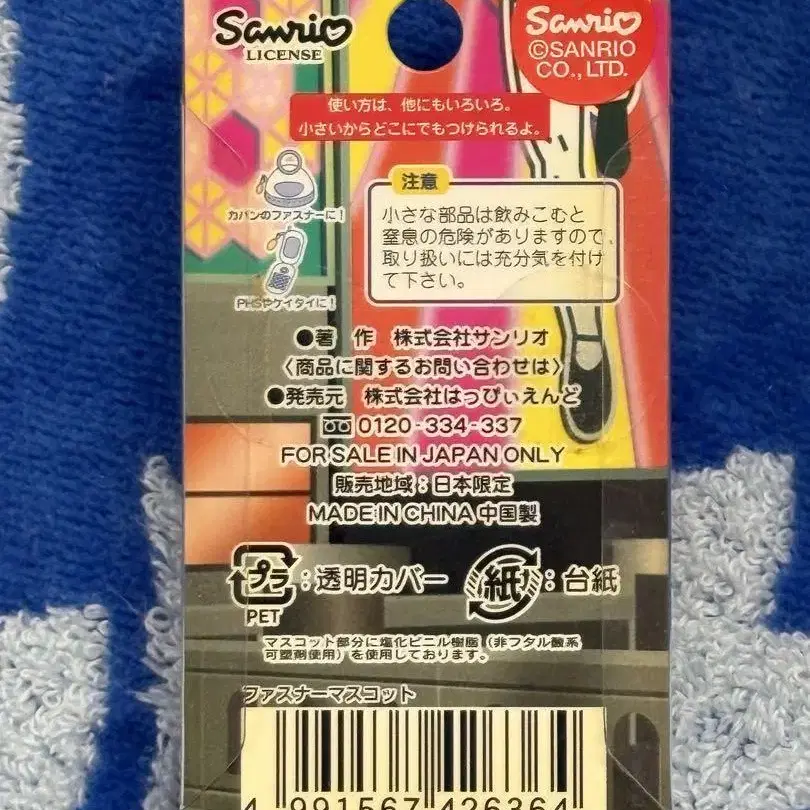 Sanrio
LICENSE
Sanrio
©SANRIO
CO., LTD.
使い方は、他にもいろいろ。
小さいからどこにでもつけられるよ。
カバンのファスナーに!
PHSやケイタイに!
注意
小さな部品は飲みこむと
窒息の危険がありますので、
取り扱いには充分気を付け
て下さい。
●著 作 株式会社サンリオ
〈商品に関するお問い合わせは〉
●発売元 株式会社はっぴぃえんど
0120-334-337
FOR SALE IN JAPAN ONLY
販売地域:日本限定
MADE IN CHINA 中国製
プラ:透明カバー
PET
紙:台紙
マスコット部分に塩化ビニル樹脂(非フタル酸系
可塑剤使用)を使用しております。
ファスナーマスコット
4 991567 426364